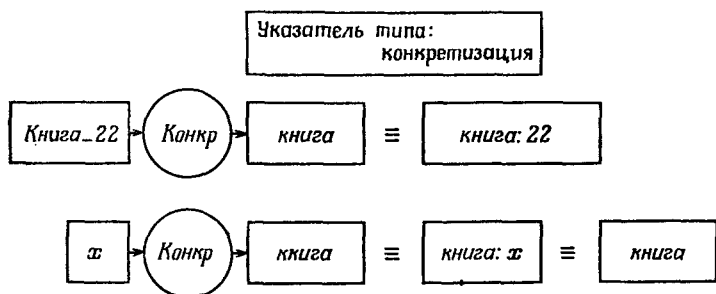 Указатель типа:
конкретизация
Книга_22 Конкр книга ≡ книга: 22
x Конкр книга ≡ книга: x ≡ книга